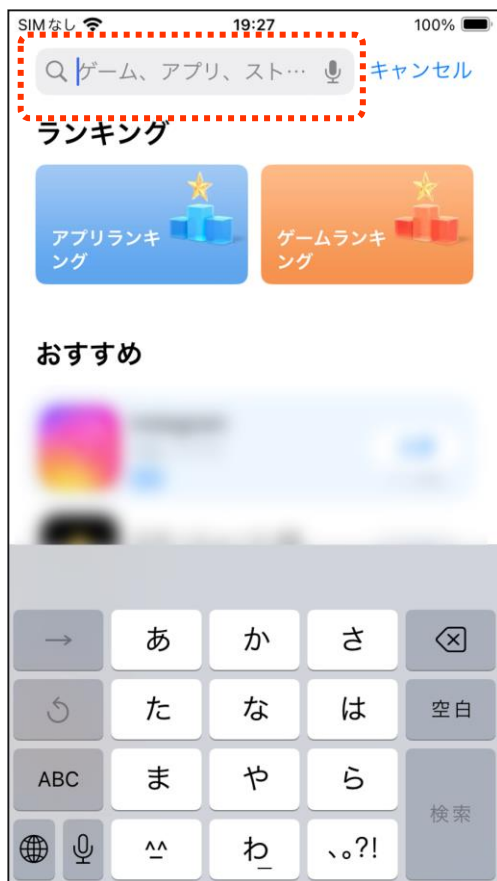 SIMなし 19:27 100%
ゲーム、アプリ、スト… キャンセル
ランキング
アプリランキ
ング
ゲームランキ
ング
おすすめ
→ あ か さ
た な は 空白
ABC ま や ら
検索
^^ わ 、。?!